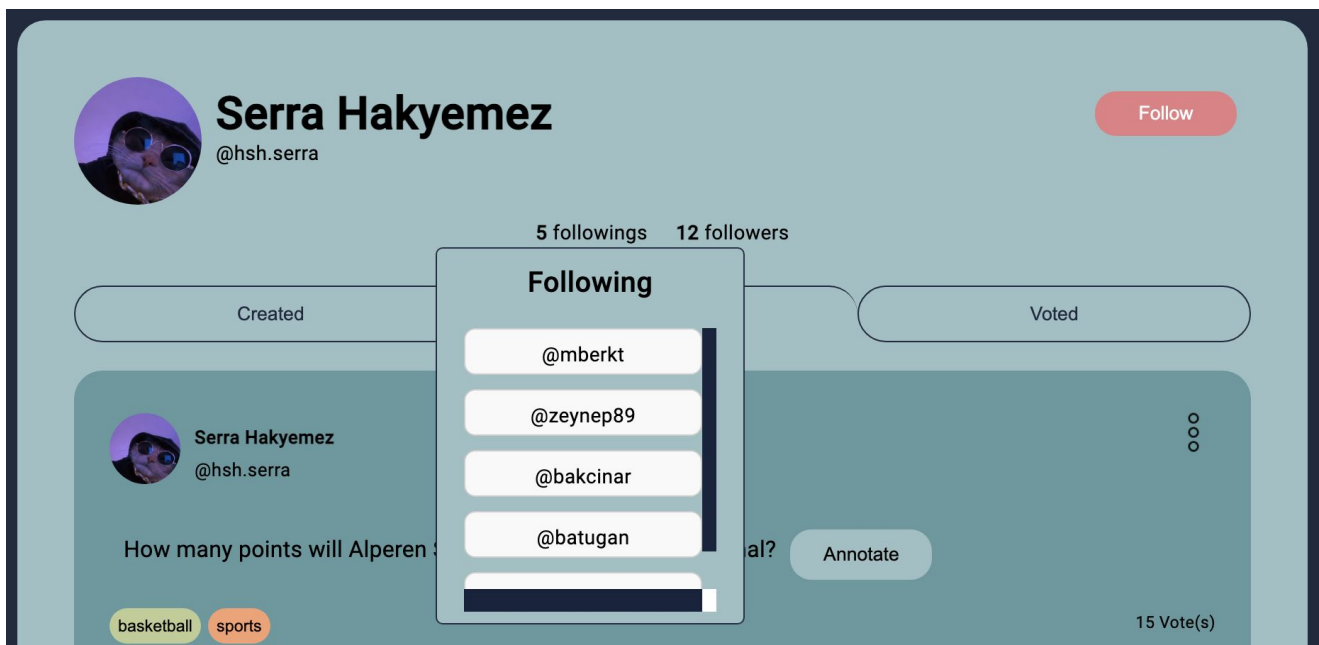 Serra Hakyemez
@hsh.serra
Follow
5 followings 12 followers
Following
@mberkt
@zeynep89
@bakcinar
@batugan
Created
Voted
Serra Hakyemez
@hsh.serra
How many points will Alperen al?
Annotate
basketball
sports
15 Vote(s)